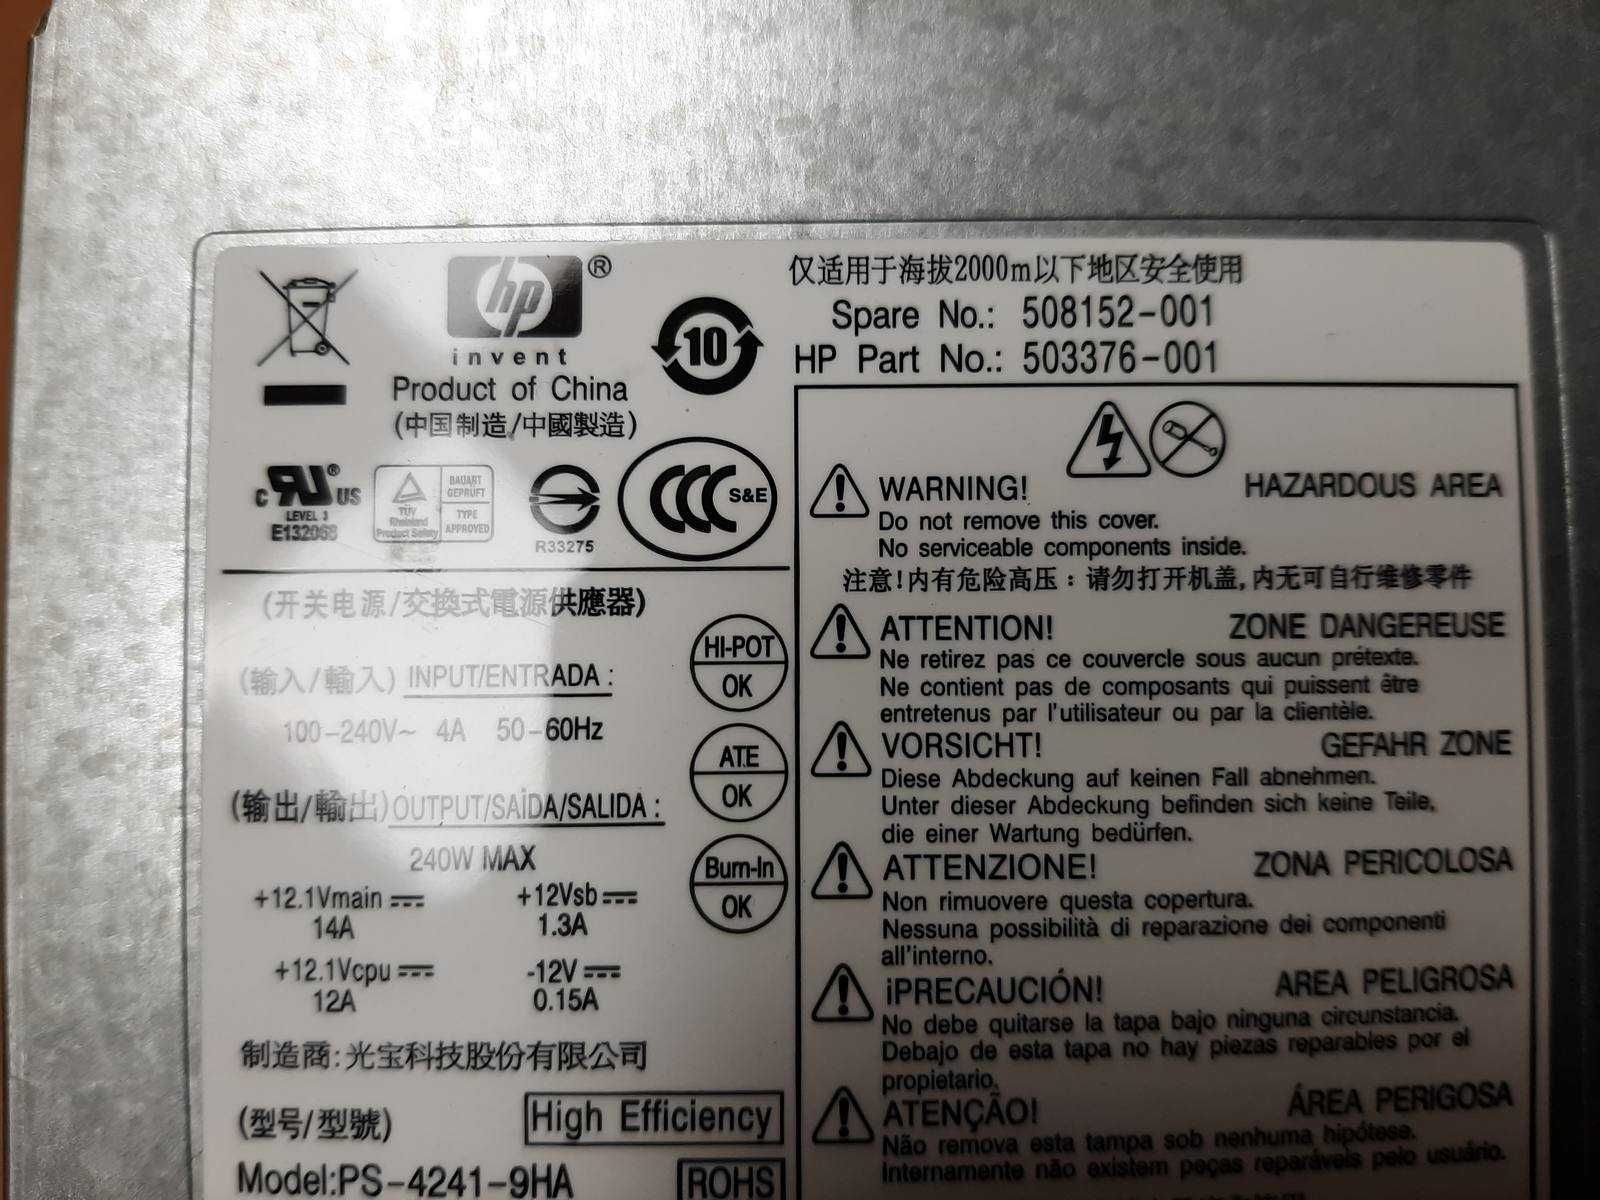 hp ®
invent
Product of China
(中国制造/中國製造)
10
仅适用于海拔2000m以下地区安全使用
Spare No.: 508152-001
HP Part No.: 503376-001
C RU ® US
LEVEL 3
E132068
TÜV
Rheinland
Product Safety
BAUART
GEPRÜFT
TYPE
APPROVED
R33275
CCC S&E
(开关电源/交換式電源供應器)
(输入/輸入) INPUT/ENTRADA :
100-240V~ 4A 50-60Hz
(输出/輸出) OUTPUT/SAÍDA/SALIDA :
240W MAX
+12.1Vmain +12Vsb
14A 1.3A
+12.1Vcpu -12V
12A 0.15A
HI-POT
OK
ATE
OK
Burn-In
OK
制造商:光宝科技股份有限公司
(型号/型號) High Efficiency
Model:PS-4241-9HA ROHS
WARNING! HAZARDOUS AREA
Do not remove this cover.
No serviceable components inside.
注意!内有危险高压：请勿打开机盖,内无可自行维修零件
ATTENTION! ZONE DANGEREUSE
Ne retirez pas ce couvercle sous aucun prétexte.
Ne contient pas de composants qui puissent être
entretenus par l'utilisateur ou par la clientèle.
VORSICHT! GEFAHR ZONE
Diese Abdeckung auf keinen Fall abnehmen.
Unter dieser Abdeckung befinden sich keine Teile,
die einer Wartung bedürfen.
ATTENZIONE! ZONA PERICOLOSA
Non rimuovere questa copertura.
Nessuna possibilità di reparazione dei componenti
all'interno.
¡PRECAUCIÓN! AREA PELIGROSA
No debe quitarse la tapa bajo ninguna circunstancia.
Debajo de esta tapa no hay piezas reparables por el
propietario.
ATENÇÃO! ÁREA PERIGOSA
Não remova esta tampa sob nenhuma hipótese.
Internamente não existem peças reparáveis pelo usuário.